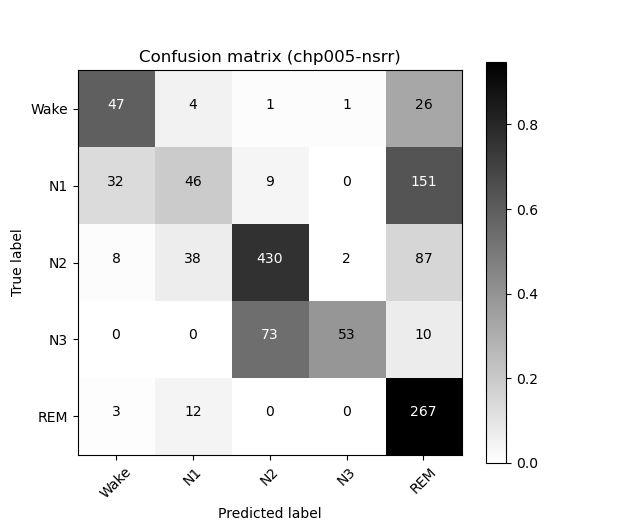 Confusion matrix (chp005-nsrr)
Wake 47 4 1 1 26
N1 32 46 9 0 151
N2 8 38 430 2 87
N3 0 0 73 53 10
REM 3 12 0 0 267
Wake N1 N2 N3 REM
True label
Predicted label
0.8
0.6
0.4
0.2
0.0